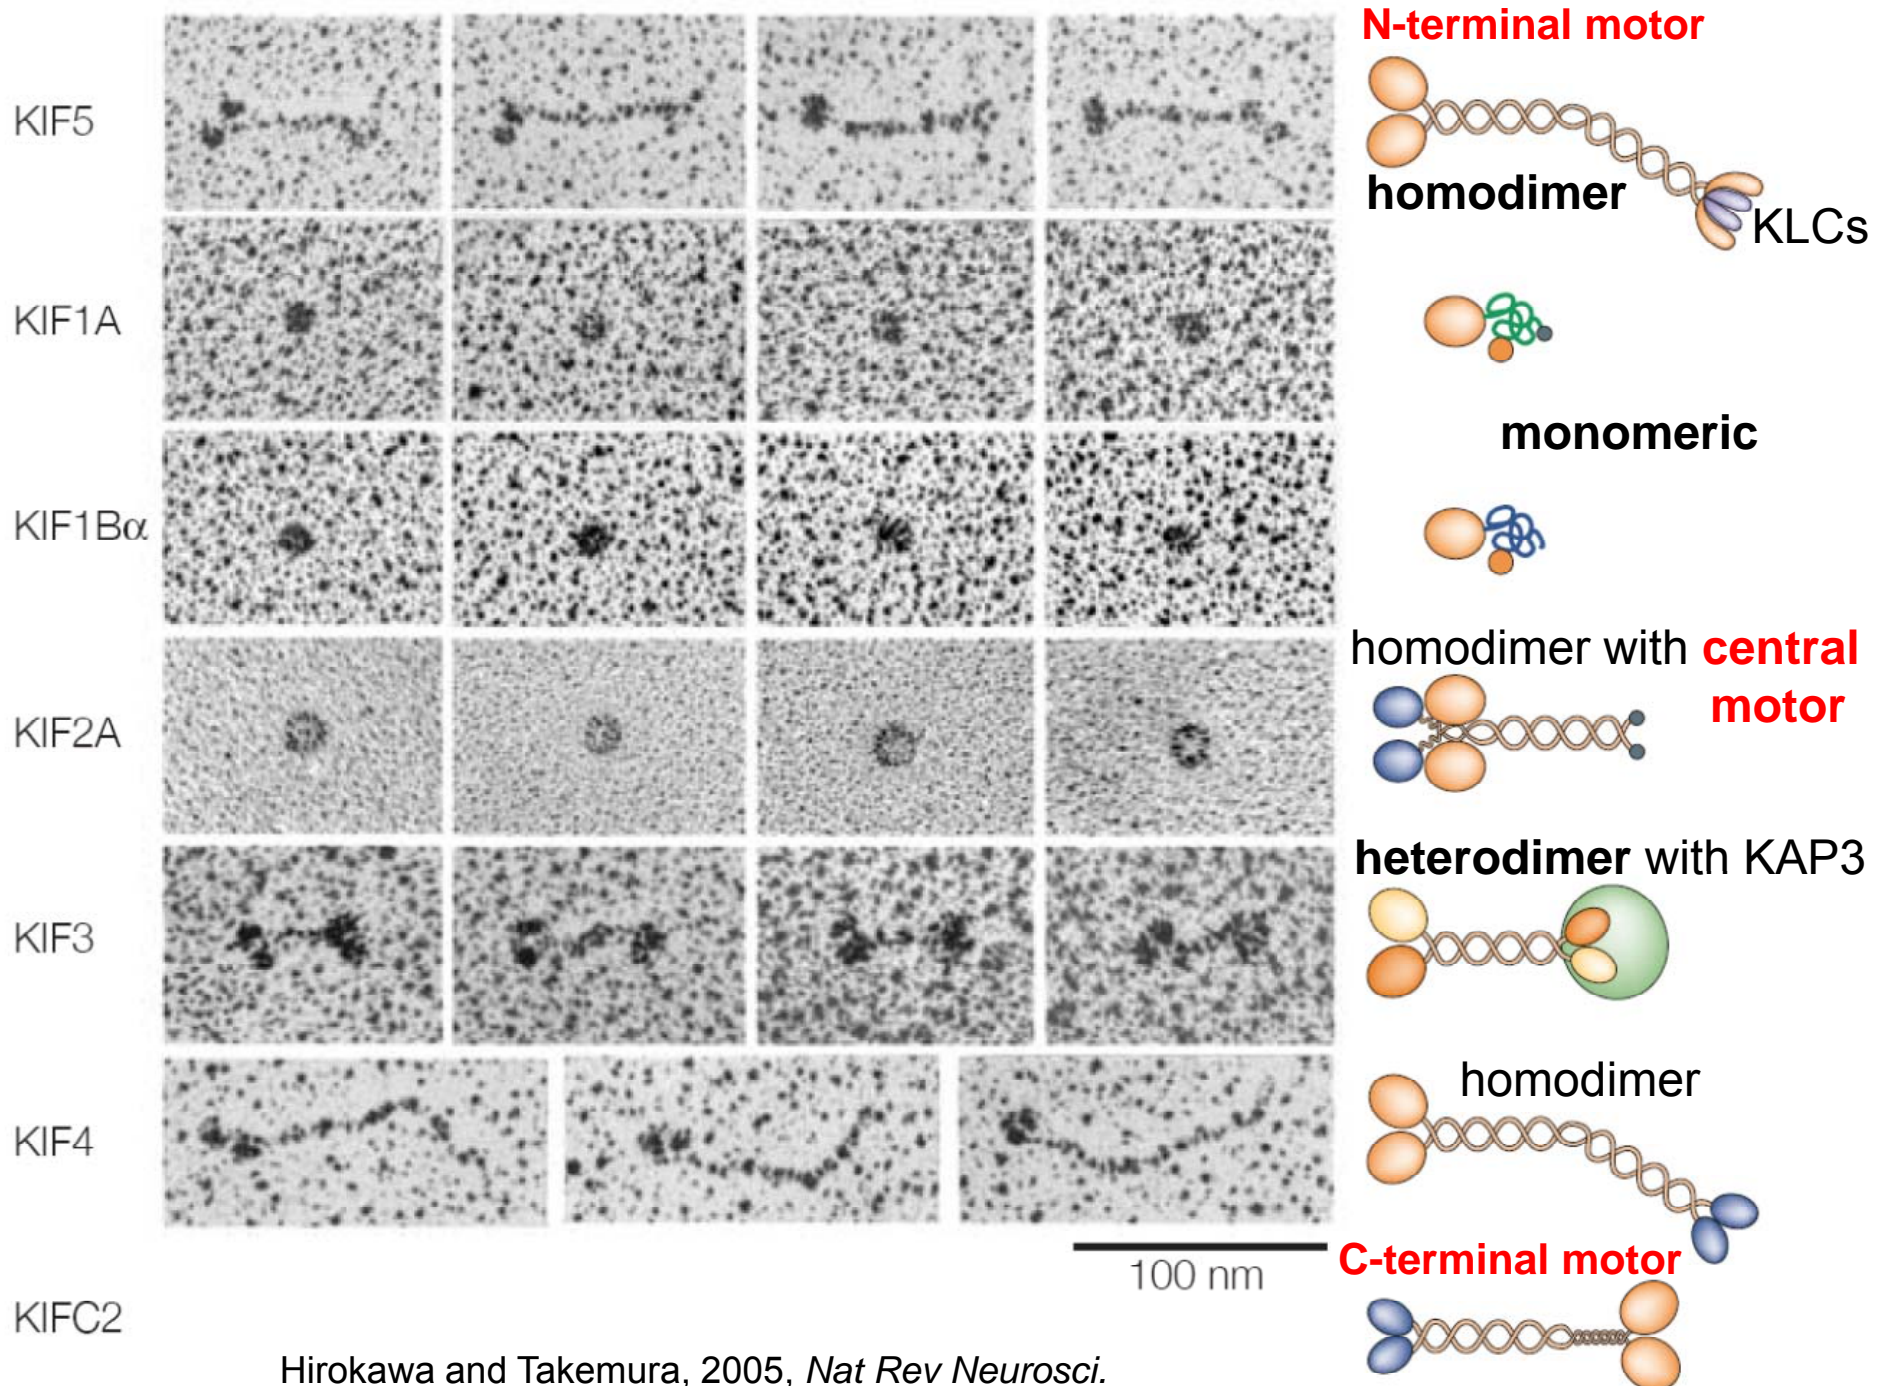 N-terminal motor
KIF5
homodimer
KLCs
KIF1A
monomeric
KIF1Bα
homodimer with central
motor
KIF2A
heterodimer with KAP3
KIF3
homodimer
KIF4
100 nm
C-terminal motor
KIFC2
Hirokawa and Takemura, 2005, Nat Rev Neurosci.